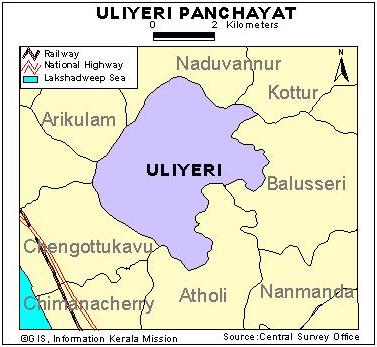 ULIYERI PANCHAYAT
0 2 Kilometers
Railway
National Highway
Lakshadweep Sea
N
Naduvannur
Kottur
Arikulam
ULIYERI
Balusseri
Chengottukavu
Chimanacherry
Atholi
Nanmanda
©GIS, Information Kerala Mission
Source:Central Survey Office